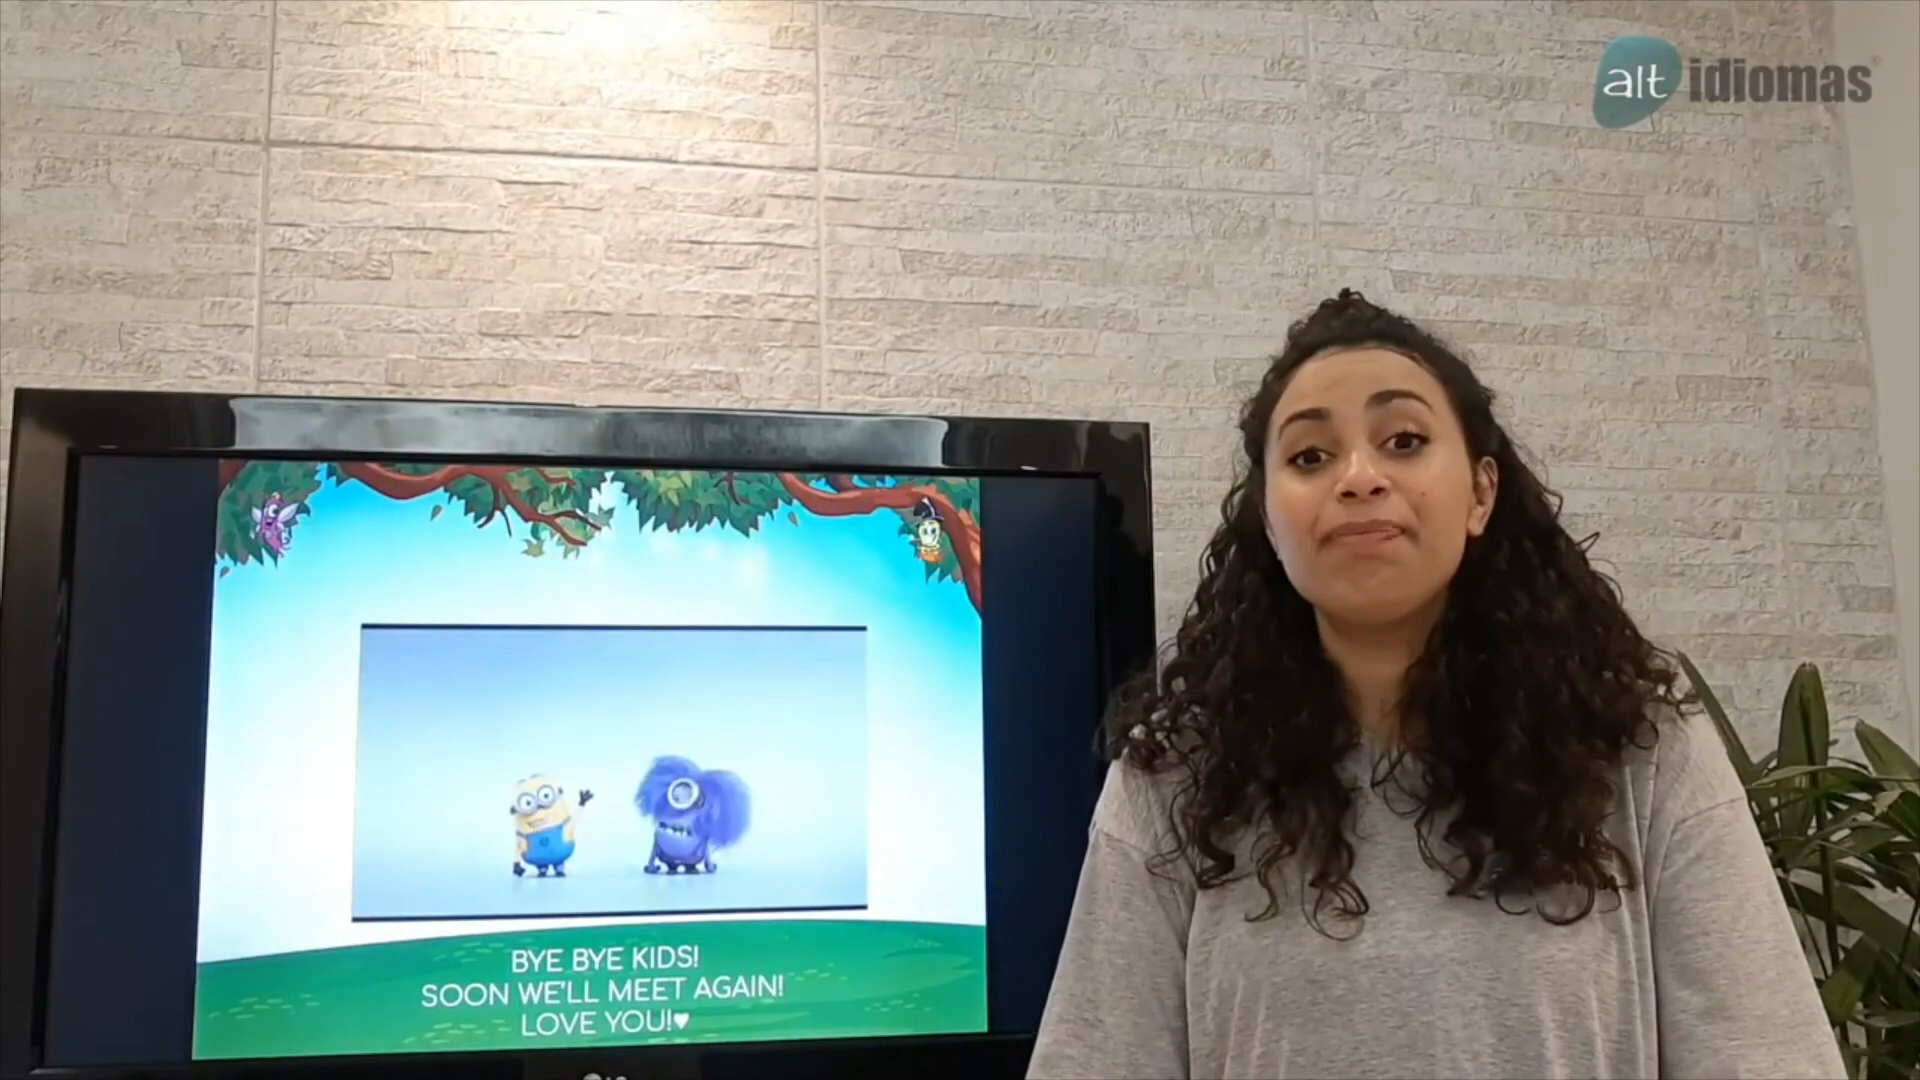 alt idiomas
BYE BYE KIDS!
SOON WE'LL MEET AGAIN!
LOVE YOU!♥